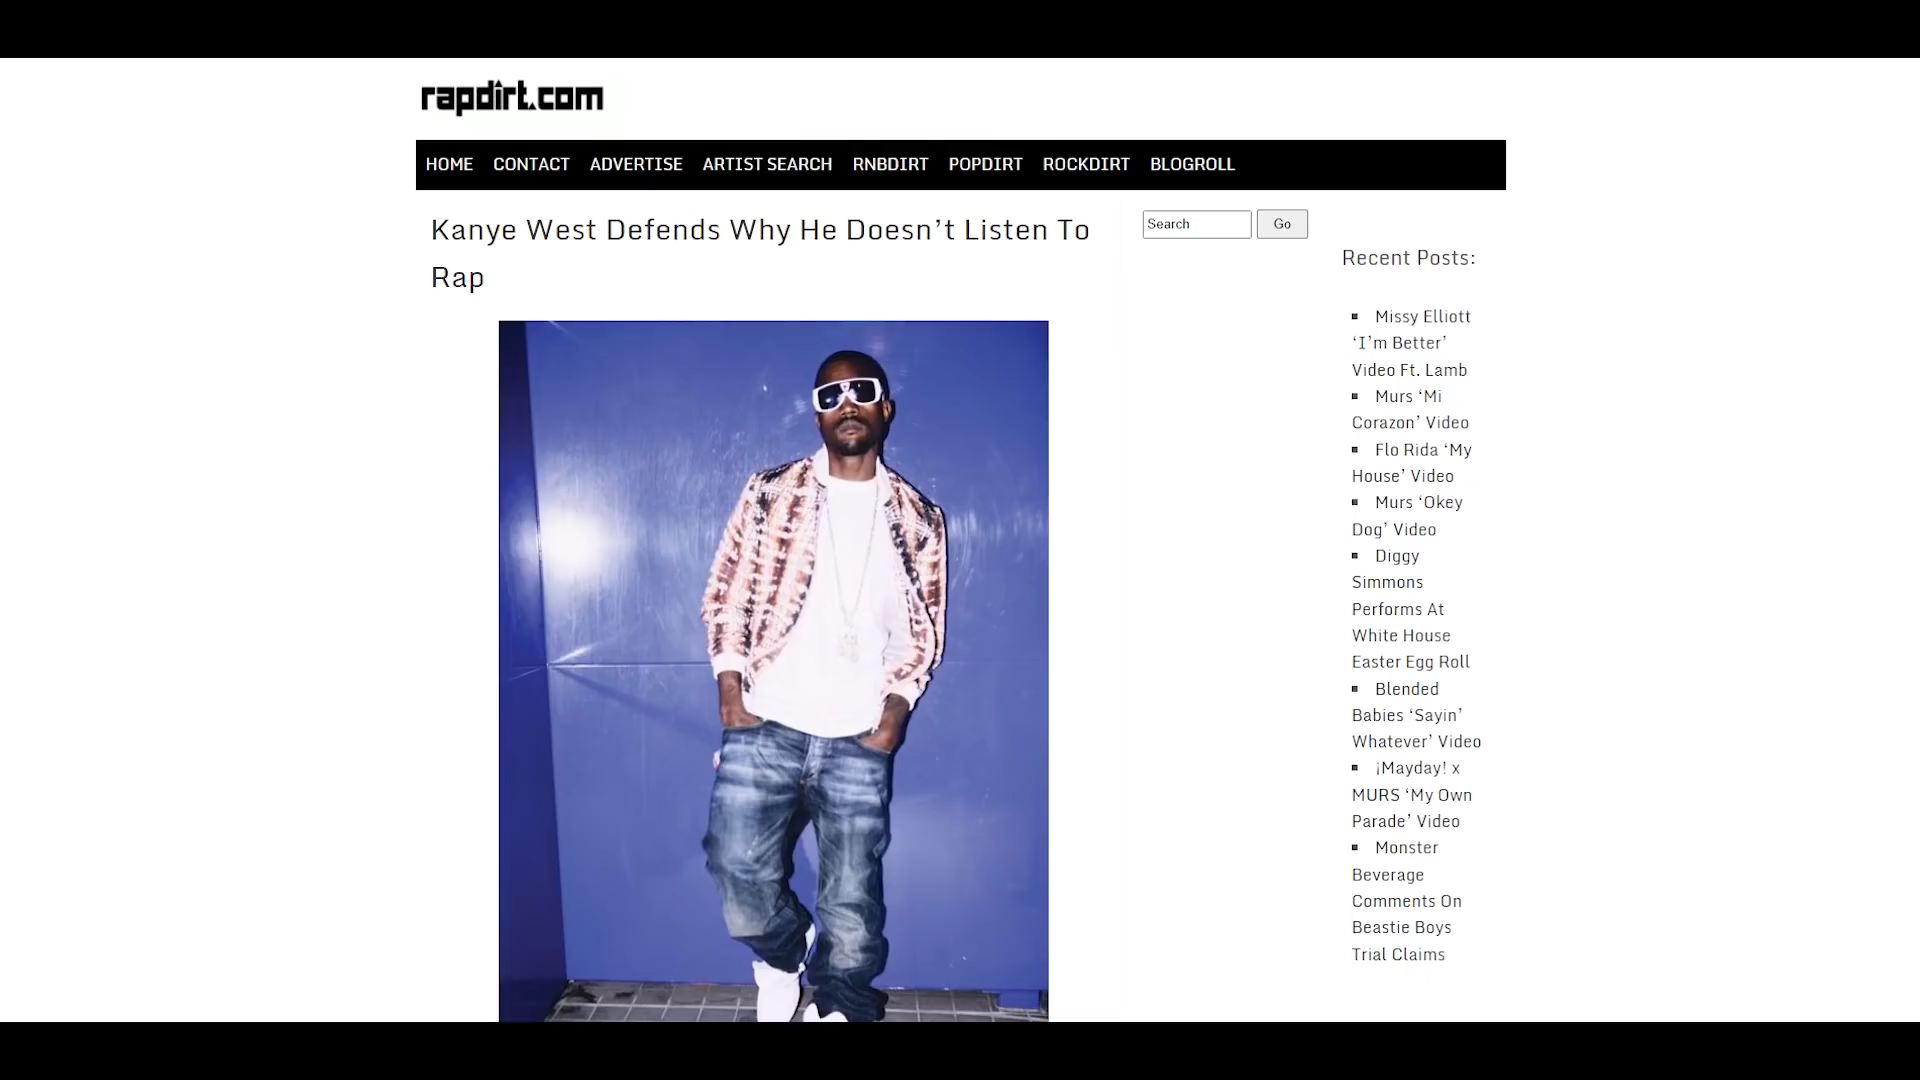 rapdirt.com
HOME CONTACT ADVERTISE ARTIST SEARCH RNBDIRT POPDIRT ROCKDIRT BLOGROLL
Kanye West Defends Why He Doesn’t Listen To
Rap
Search Go
Recent Posts:
Missy Elliott
‘I’m Better’
Video Ft. Lamb
Murs ‘Mi
Corazon’ Video
Flo Rida ‘My
House’ Video
Murs ‘Okey
Dog’ Video
Diggy
Simmons
Performs At
White House
Easter Egg Roll
Blended
Babies ‘Sayin’
Whatever’ Video
¡Mayday! x
MURS ‘My Own
Parade’ Video
Monster
Beverage
Comments On
Beastie Boys
Trial Claims